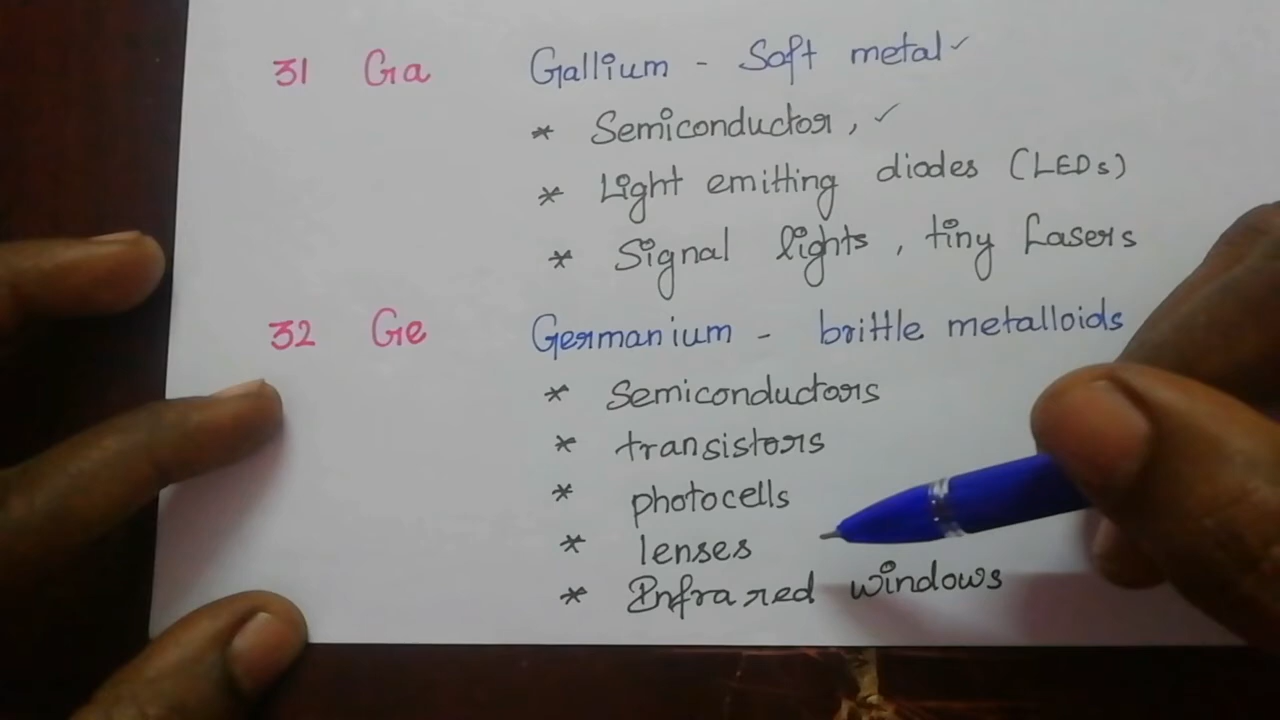 31 Ga Gallium - Soft metal ✓
* Semiconductor, ✓
* Light emitting diodes (LEDs)
* Signal lights, tiny Lasers
32 Ge Germanium - brittle metalloids
* Semiconductors
* transistors
* photocells
* lenses
* Infrared windows